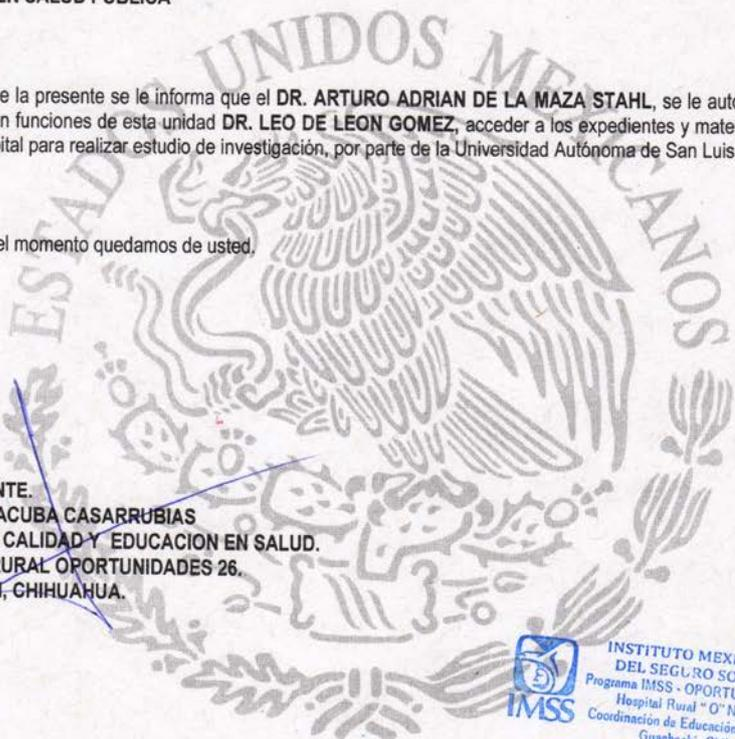 EN SALUD PUBLICA
ESTADOS UNIDOS MEXICANOS
e la presente se le informa que el DR. ARTURO ADRIAN DE LA MAZA STAHL, se le auto
n funciones de esta unidad DR. LEO DE LEON GOMEZ, acceder a los expedientes y mate
pital para realizar estudio de investigación, por parte de la Universidad Autónoma de San Luis
el momento quedamos de usted.
NTE.
ACUBA CASARRUBIAS
CALIDAD Y EDUCACION EN SALUD.
RURAL OPORTUNIDADES 26.
, CHIHUAHUA.
IMSS
INSTITUTO MEXI
DEL SEGURO SO
Programa IMSS - OPORTU
Hospital Rural "O" N
Coordinación de Educación